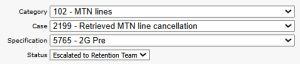 Category 102 - MTN lines
Case 2199 - Retrieved MTN line cancellation
Specification 5765 - 2G Pre
Status Escalated to Retention Team